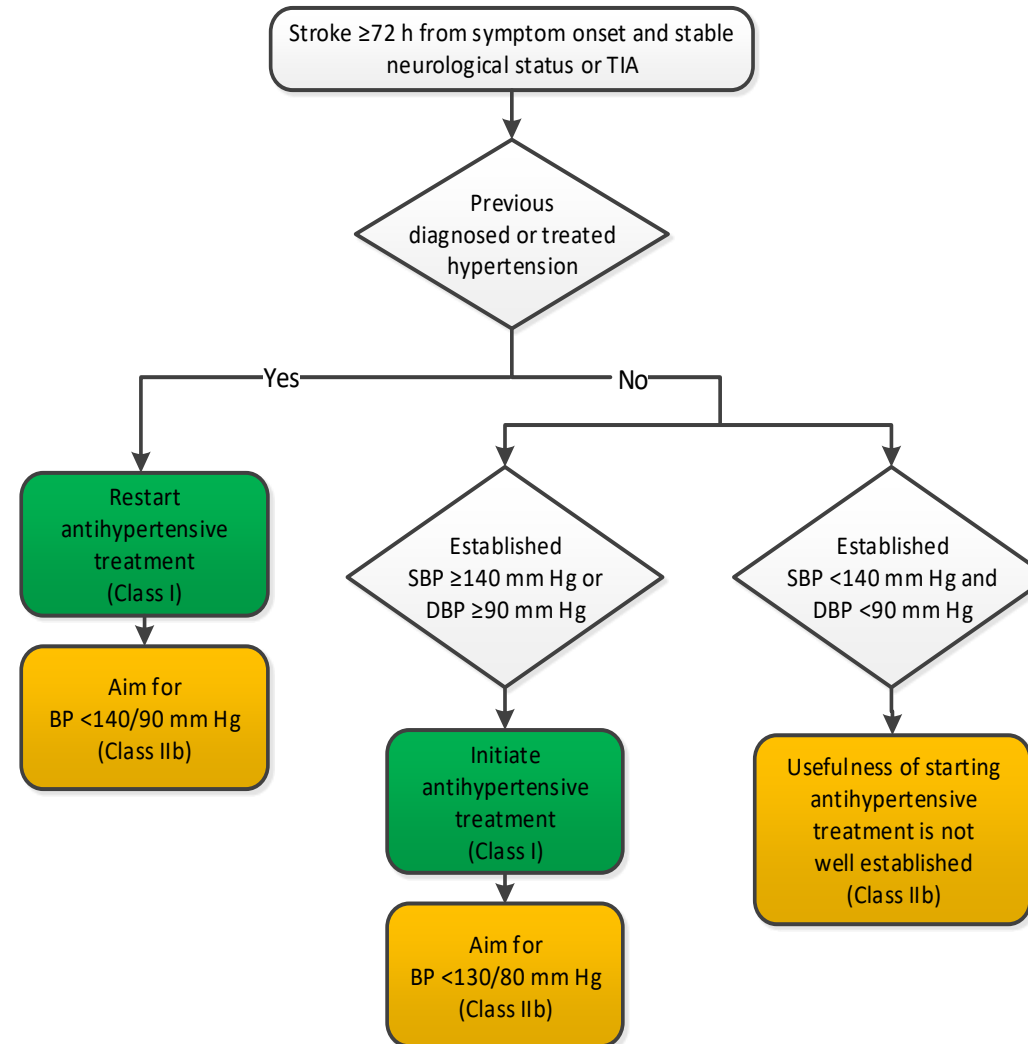 Stroke ≥72 h from symptom onset and stable
neurological status or TIA
Previous
diagnosed or treated
hypertension
Yes
No
Restart
antihypertensive
treatment
(Class I)
Aim for
BP <140/90 mm Hg
(Class IIb)
Established
SBP ≥140 mm Hg or
DBP ≥90 mm Hg
Initiate
antihypertensive
treatment
(Class I)
Aim for
BP <130/80 mm Hg
(Class IIb)
Established
SBP <140 mm Hg and
DBP <90 mm Hg
Usefulness of starting
antihypertensive
treatment is not
well established
(Class IIb)